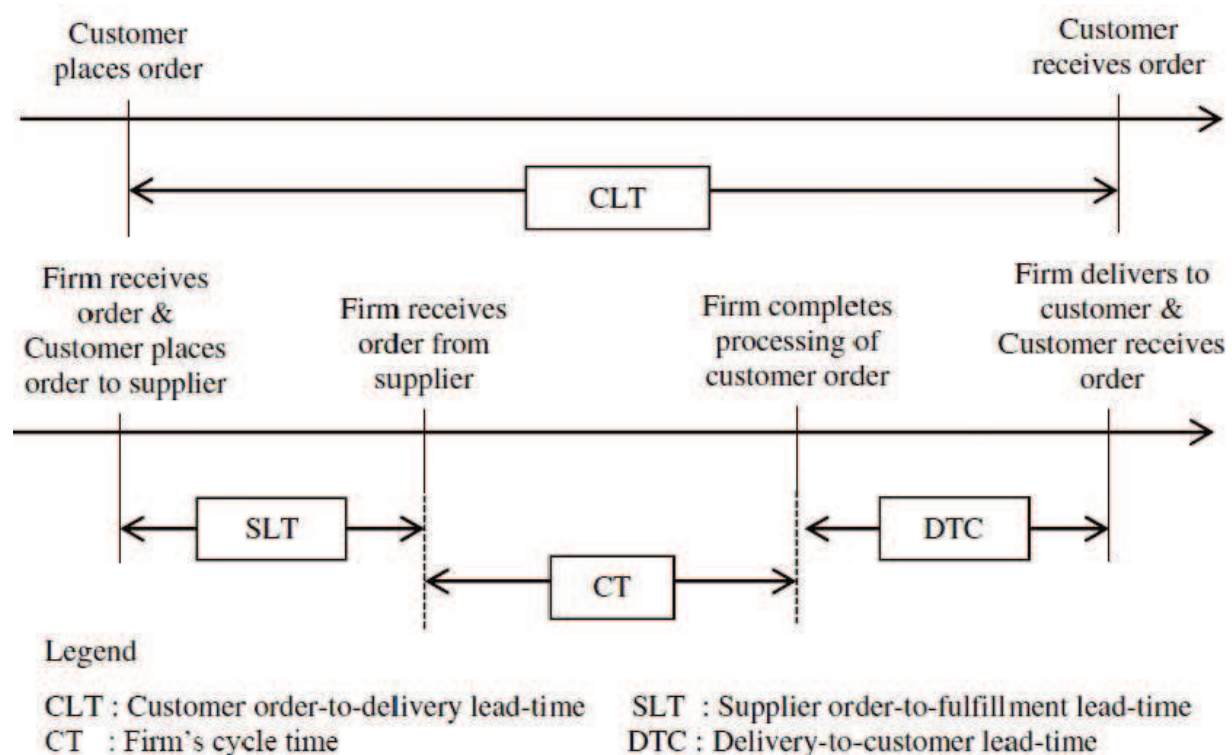 Customer
places order
Customer
receives order
CLT
Firm receives
order &
Customer places
order to supplier
Firm receives
order from
supplier
Firm completes
processing of
customer order
Firm delivers to
customer &
Customer receives
order
SLT
CT
DTC
Legend
CLT : Customer order-to-delivery lead-time
SLT : Supplier order-to-fulfillment lead-time
CT : Firm's cycle time
DTC : Delivery-to-customer lead-time